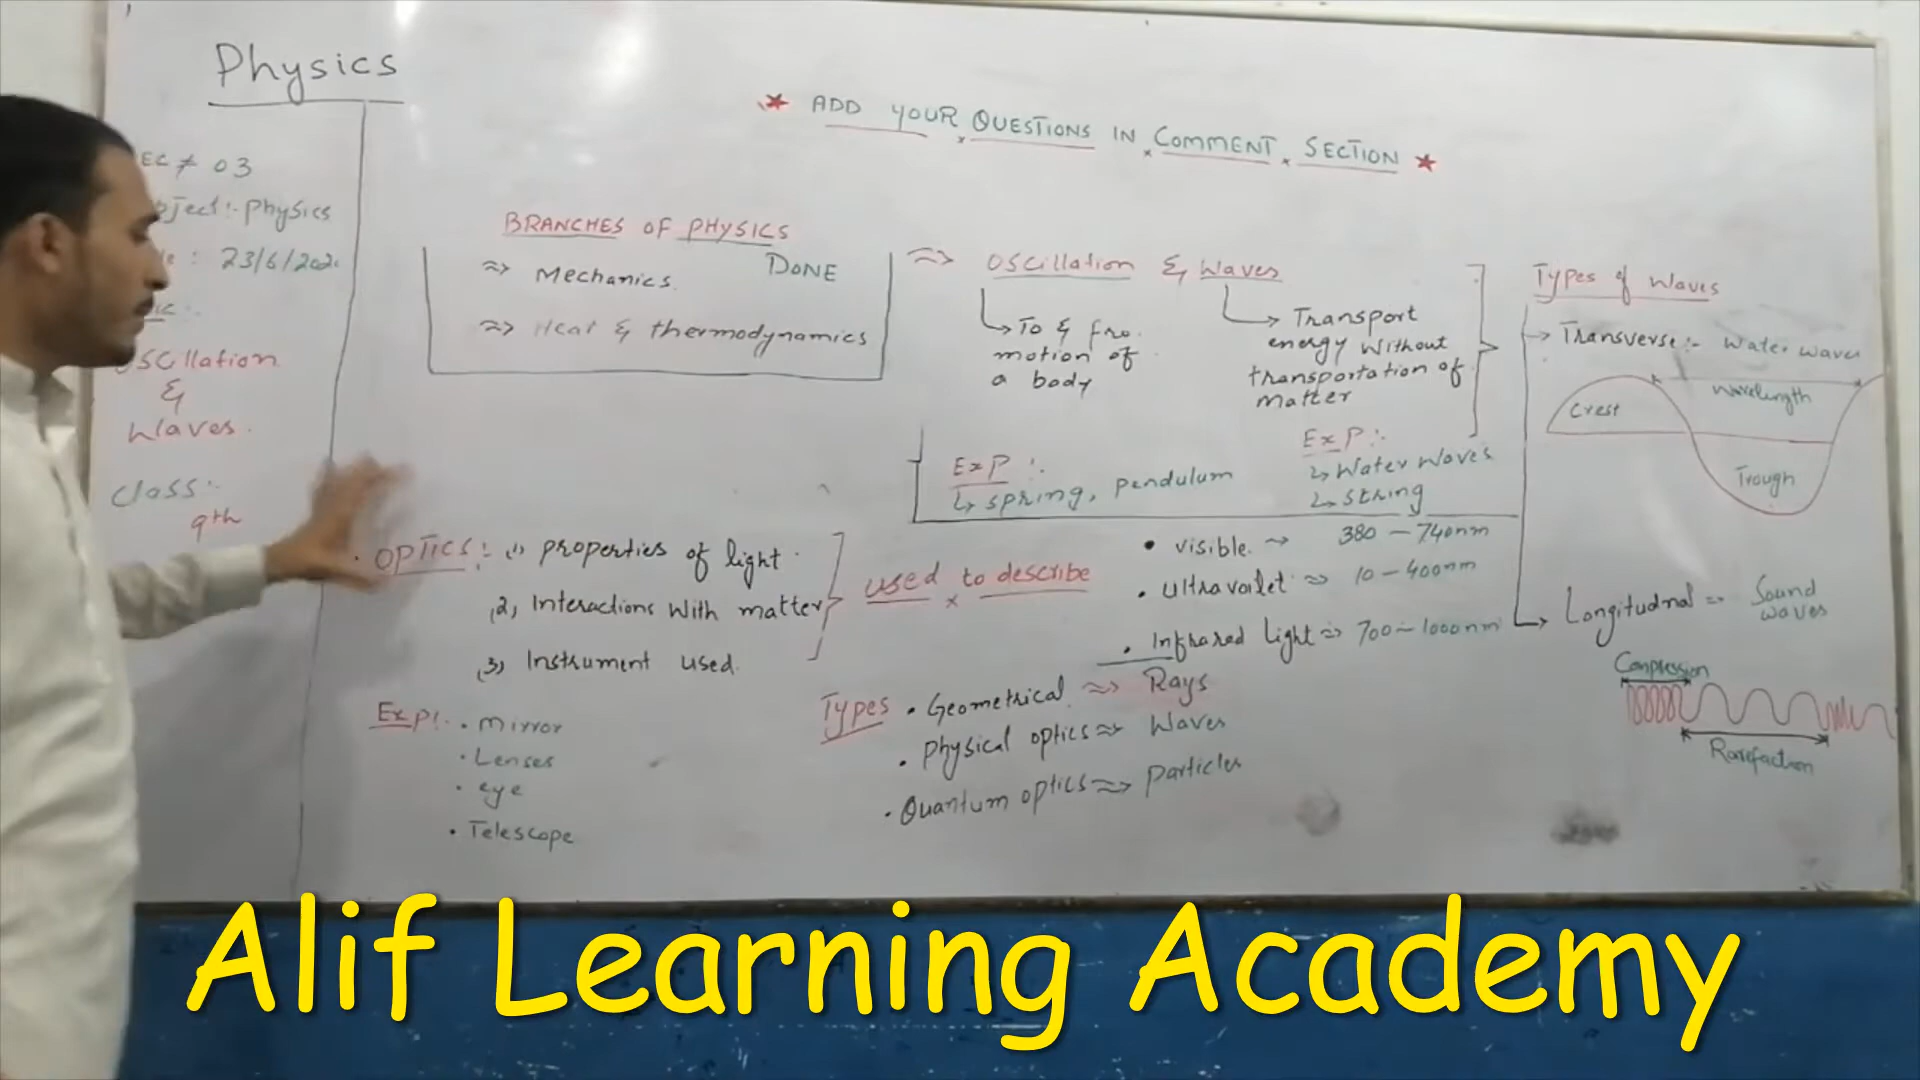 Physics
★ ADD YOUR QUESTIONS IN COMMENT SECTION ★
EC ≠ 03
oject:- Physics
: 23/6/202
OSCillation
&
Waves.
Class:-
9th
BRANCHES OF PHYSICS
⇒ Mechanics. DONE
⇒ Heat & thermodynamics
⇒ OSCillation & Waves
To & fro.
motion of
a body
Transport
energy Without
transportation of
matter
ExP :-
spring, pendulum
ExP:-
Water Waves
String
Types of Waves
→ Transverse:- Water waves
Crest
Wavelength
Trough
→ Longitudnal ⇒ Sound
waves
Compression
Rarefaction
• OPTICS: (1) properties of light.
(2) Interactions With matter
(3) Instrument used.
used to describe
• visible. → 380 - 740nm
• Ultravoilet ⇒ 10 - 400nm
• Infrared Light ⇒ 700 - 1000nm
Exp:- • Mirror
• Lenses
• eye
• Telescope
Types • Geometrical ⇒ Rays
• Physical optics ⇒ Waves
• Quantum optics ⇒ particles
Alif Learning Academy